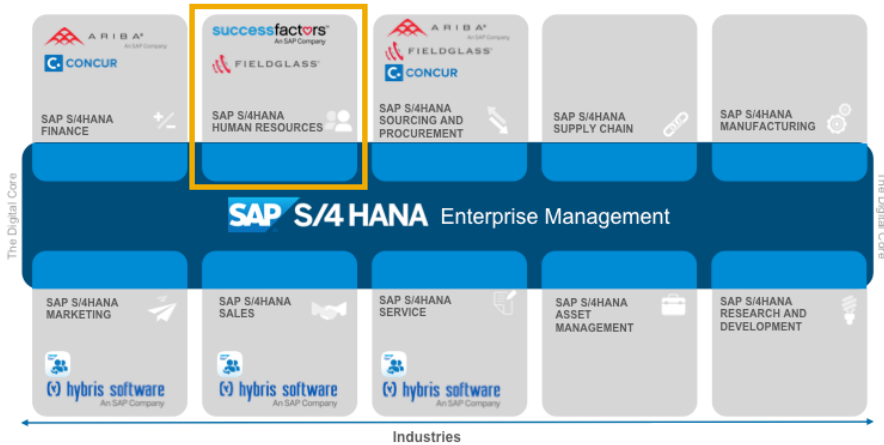 ARIBA
An SAP Company
CONCUR
SAP S/4HANA
FINANCE
successfactors
An SAP Company
FIELDGLASS
SAP S/4HANA
HUMAN RESOURCES
ARIBA
An SAP Company
FIELDGLASS
CONCUR
SAP S/4HANA
SOURCING AND
PROCUREMENT
SAP S/4HANA
SUPPLY CHAIN
SAP S/4HANA
MANUFACTURING
The Digital Core
SAP S/4 HANA Enterprise Management
The Digital Core
SAP S/4HANA
MARKETING
hybris software
An SAP Company
SAP S/4HANA
SALES
hybris software
An SAP Company
SAP S/4HANA
SERVICE
hybris software
An SAP Company
SAP S/4HANA
ASSET
MANAGEMENT
SAP S/4HANA
RESEARCH AND
DEVELOPMENT
Industries